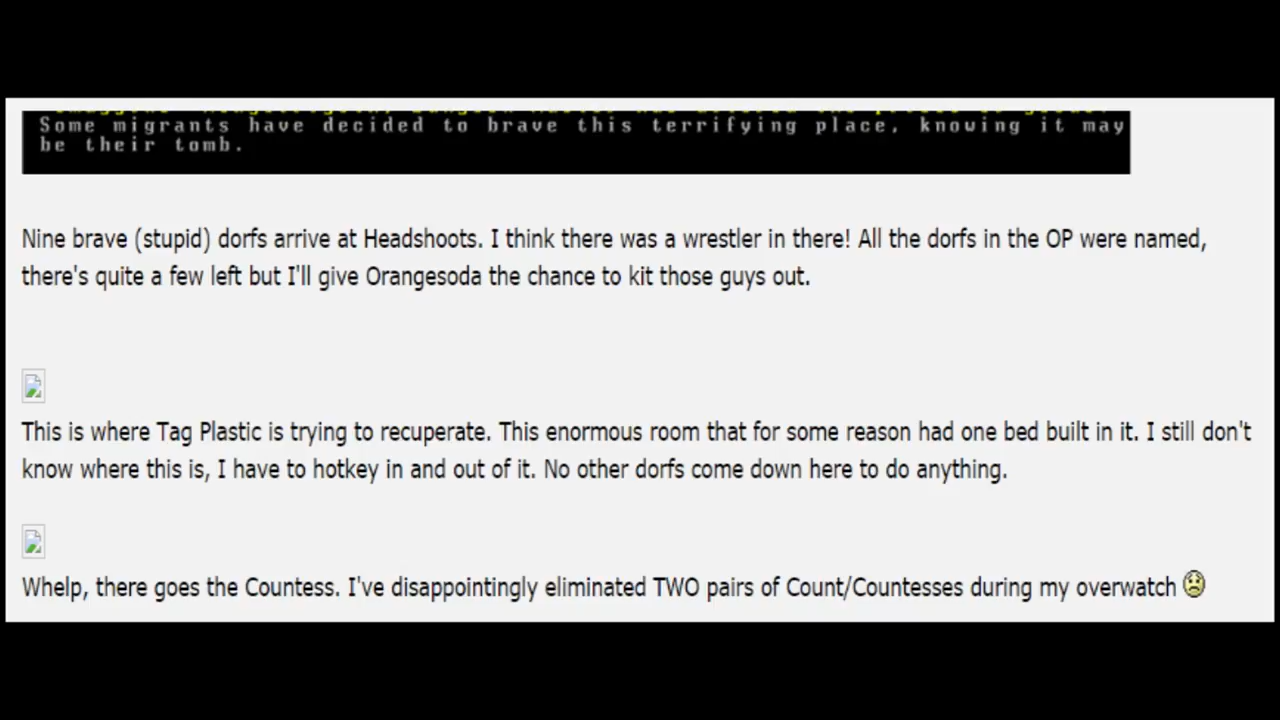 Some migrants have decided to brave this terrifying place, knowing it may
be their tomb.
Nine brave (stupid) dorfs arrive at Headshoots. I think there was a wrestler in there! All the dorfs in the OP were named,
there's quite a few left but I'll give Orangesoda the chance to kit those guys out.
This is where Tag Plastic is trying to recuperate. This enormous room that for some reason had one bed built in it. I still don't
know where this is, I have to hotkey in and out of it. No other dorfs come down here to do anything.
Whelp, there goes the Countess. I've disappointingly eliminated TWO pairs of Count/Countesses during my overwatch